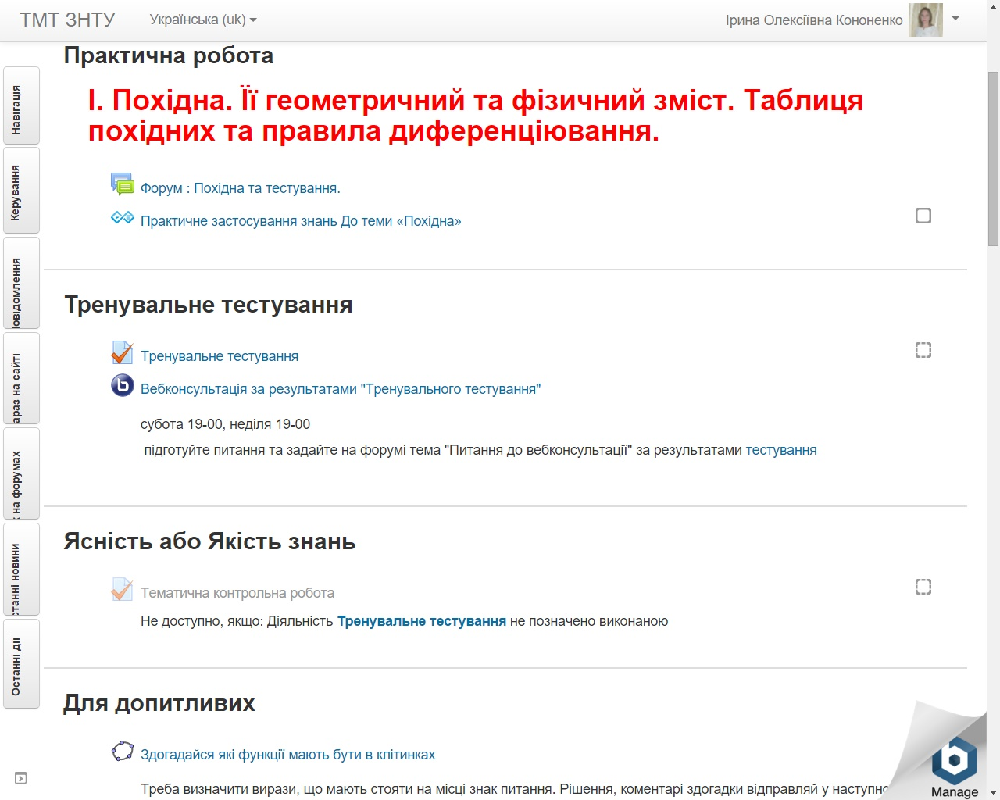 ТМТ ЗНТУ
Українська (uk)
Ірина Олексіївна Кононенко
Практична робота
І. Похідна. Її геометричний та фізичний зміст. Таблиця
похідних та правила диференціювання.
Форум : Похідна та тестування.
Практичне застосування знань До теми «Похідна»
Тренувальне тестування
Тренувальне тестування
Вебконсультація за результатами "Тренувального тестування"
субота 19-00, неділя 19-00
підготуйте питання та задайте на форумі тема "Питання до вебконсультації" за результатами тестування
Ясність або Якість знань
Тематична контрольна робота
Не доступно, якщо: Діяльність Тренувальне тестування не позначено виконаною
Для допитливих
Здогадайся які функції мають бути в клітинках
Треба визначити вирази, що мають стояти на місці знак питання. Рішення, коментарі здогадки відправляй у наступно
Навігація
Керування
овідомлення
араз на сайті
на форумах
станні новини
Останні дії
Manage